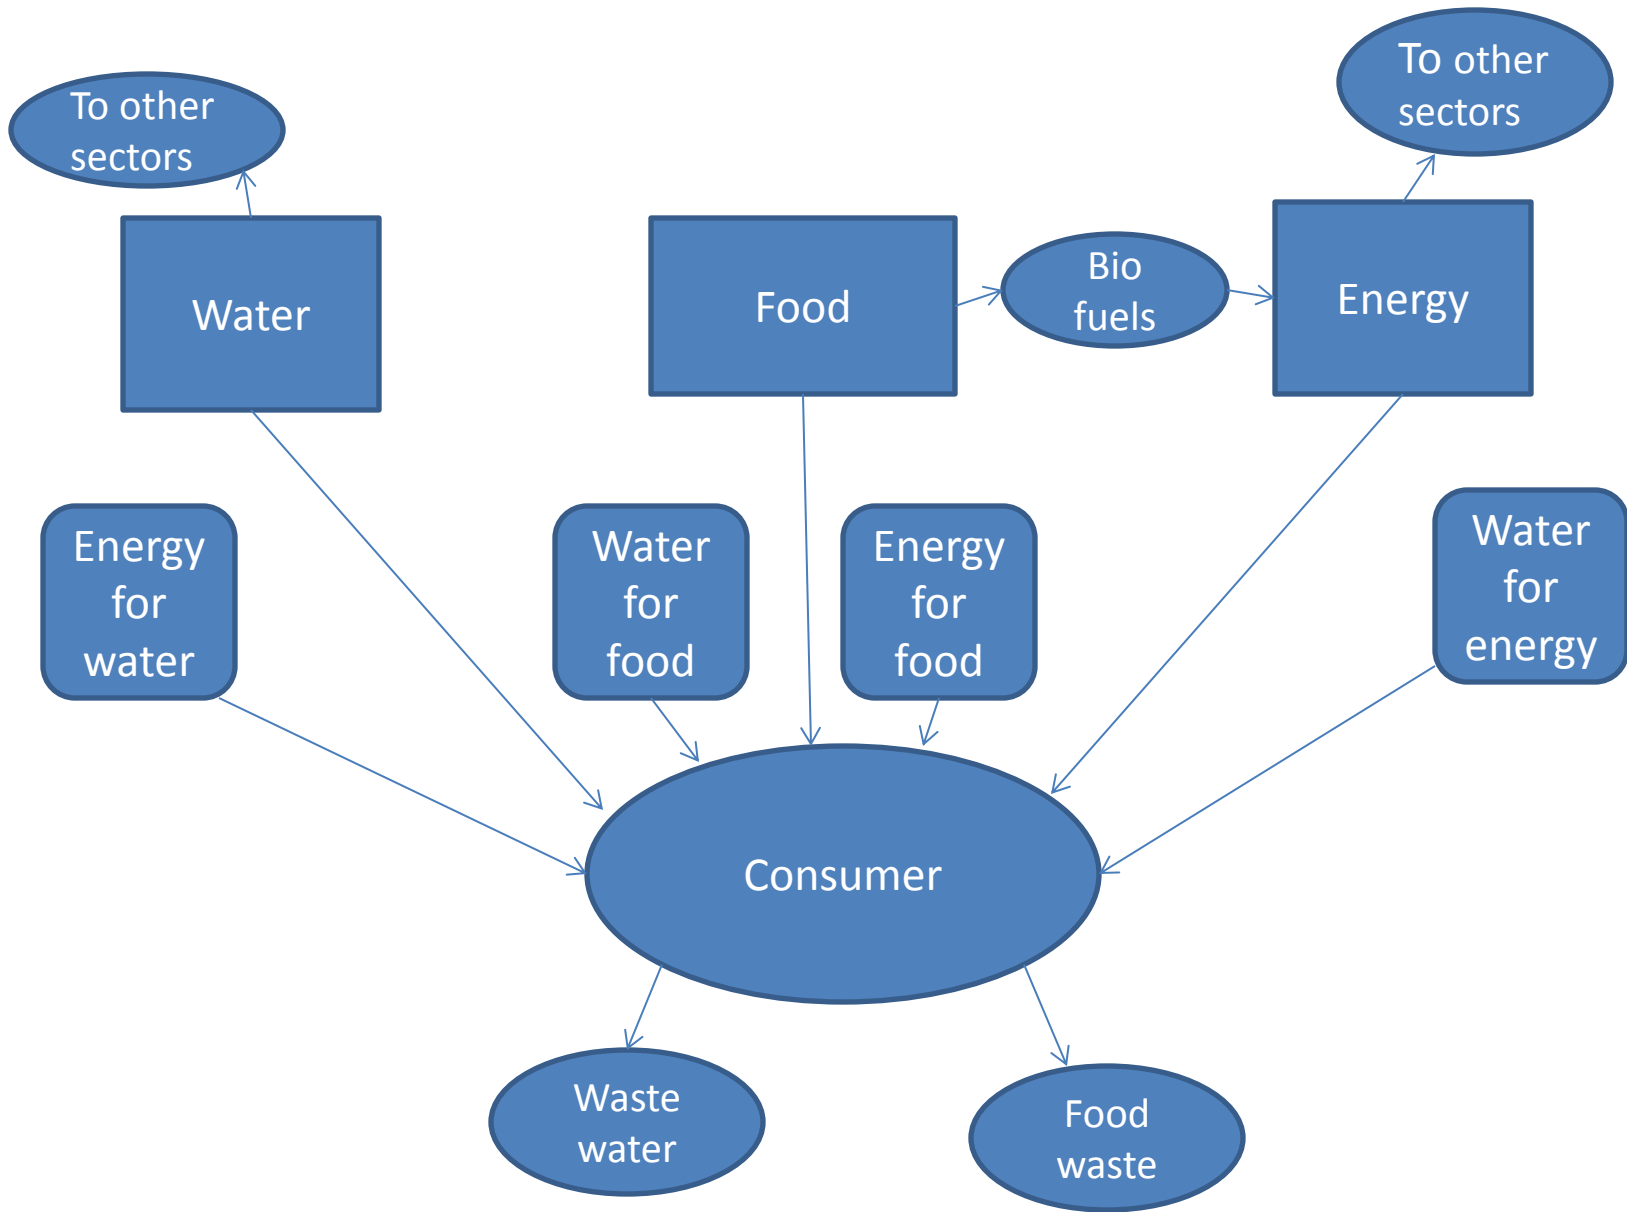 To other
sectors
To other
sectors
Water
Food
Bio
fuels
Energy
Energy
for
water
Water
for
food
Energy
for
food
Water
for
energy
Consumer
Waste
water
Food
waste